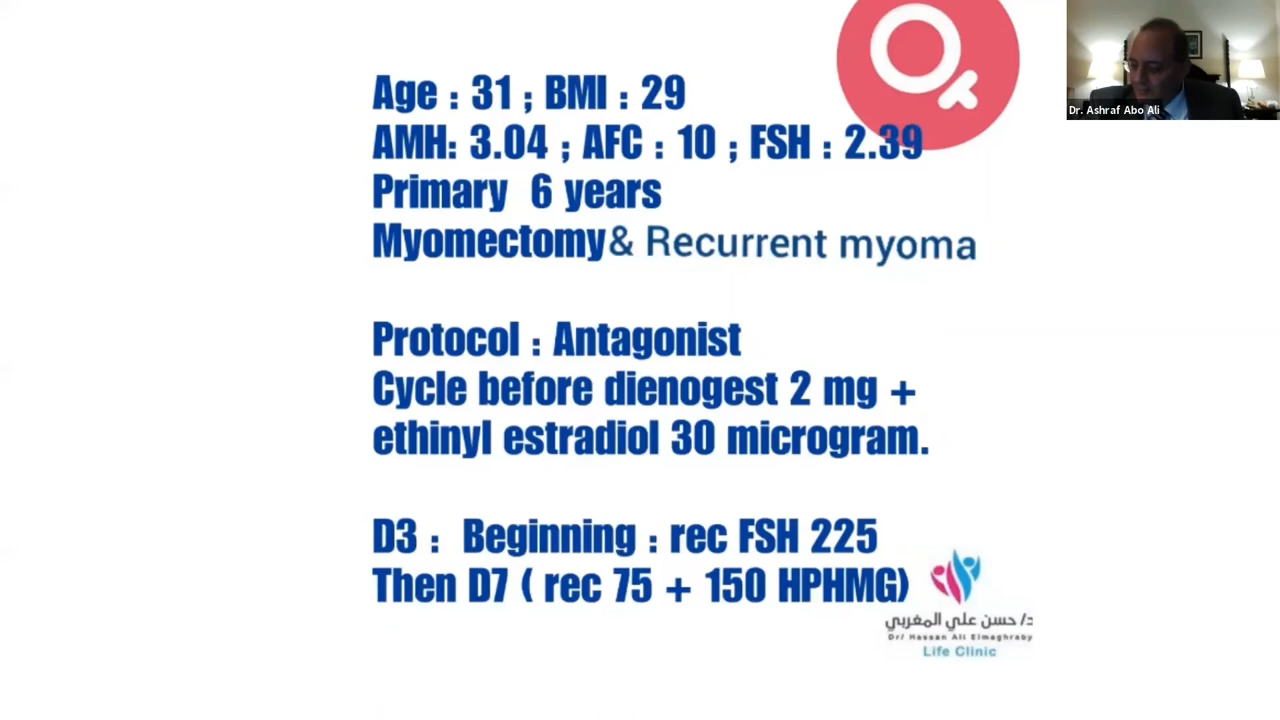 Age : 31 ; BMI : 29
AMH: 3.04 ; AFC : 10 ; FSH : 2.39
Primary 6 years
Myomectomy & Recurrent myoma
Protocol : Antagonist
Cycle before dienogest 2 mg +
ethinyl estradiol 30 microgram.
D3 : Beginning : rec FSH 225
Then D7 ( rec 75 + 150 HPHMG)
د/ حسن علي المغربي
Dr/ Hassan Ali Elmaghraby
Life Clinic
Dr. Ashraf Abo Ali